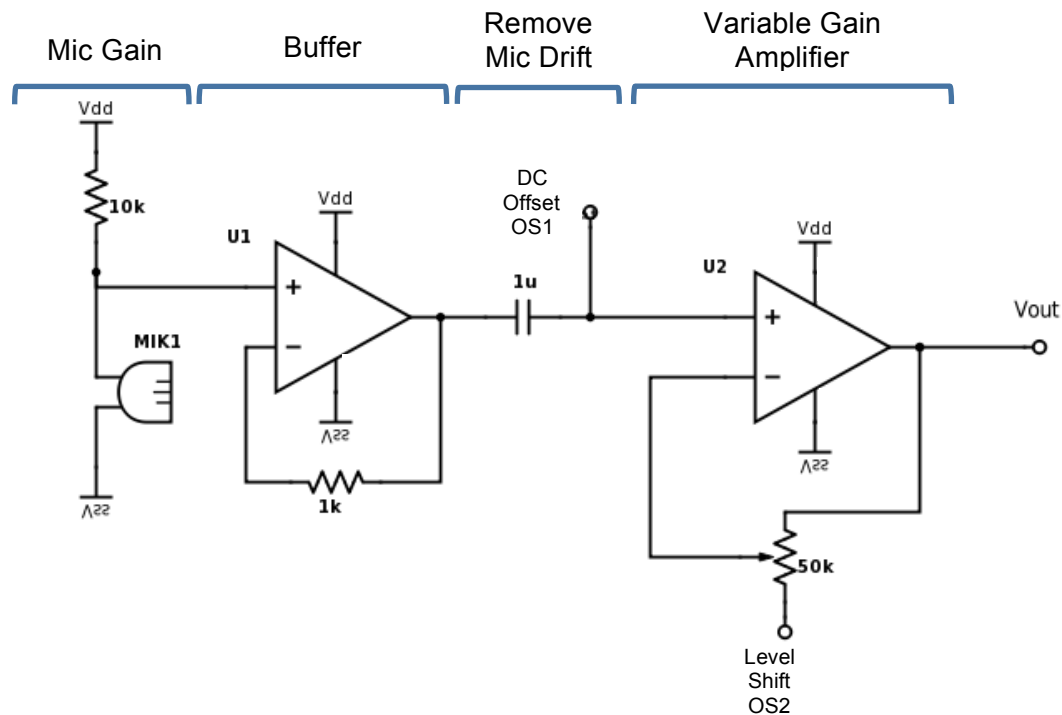 Mic Gain
Buffer
Remove
Mic Drift
Variable Gain
Amplifier
Vdd
10k
MIK1
Vss
U1
Vdd
+
−
Vss
1k
1u
DC
Offset
OS1
U2
Vdd
+
−
Vss
50k
Vout
Level
Shift
OS2